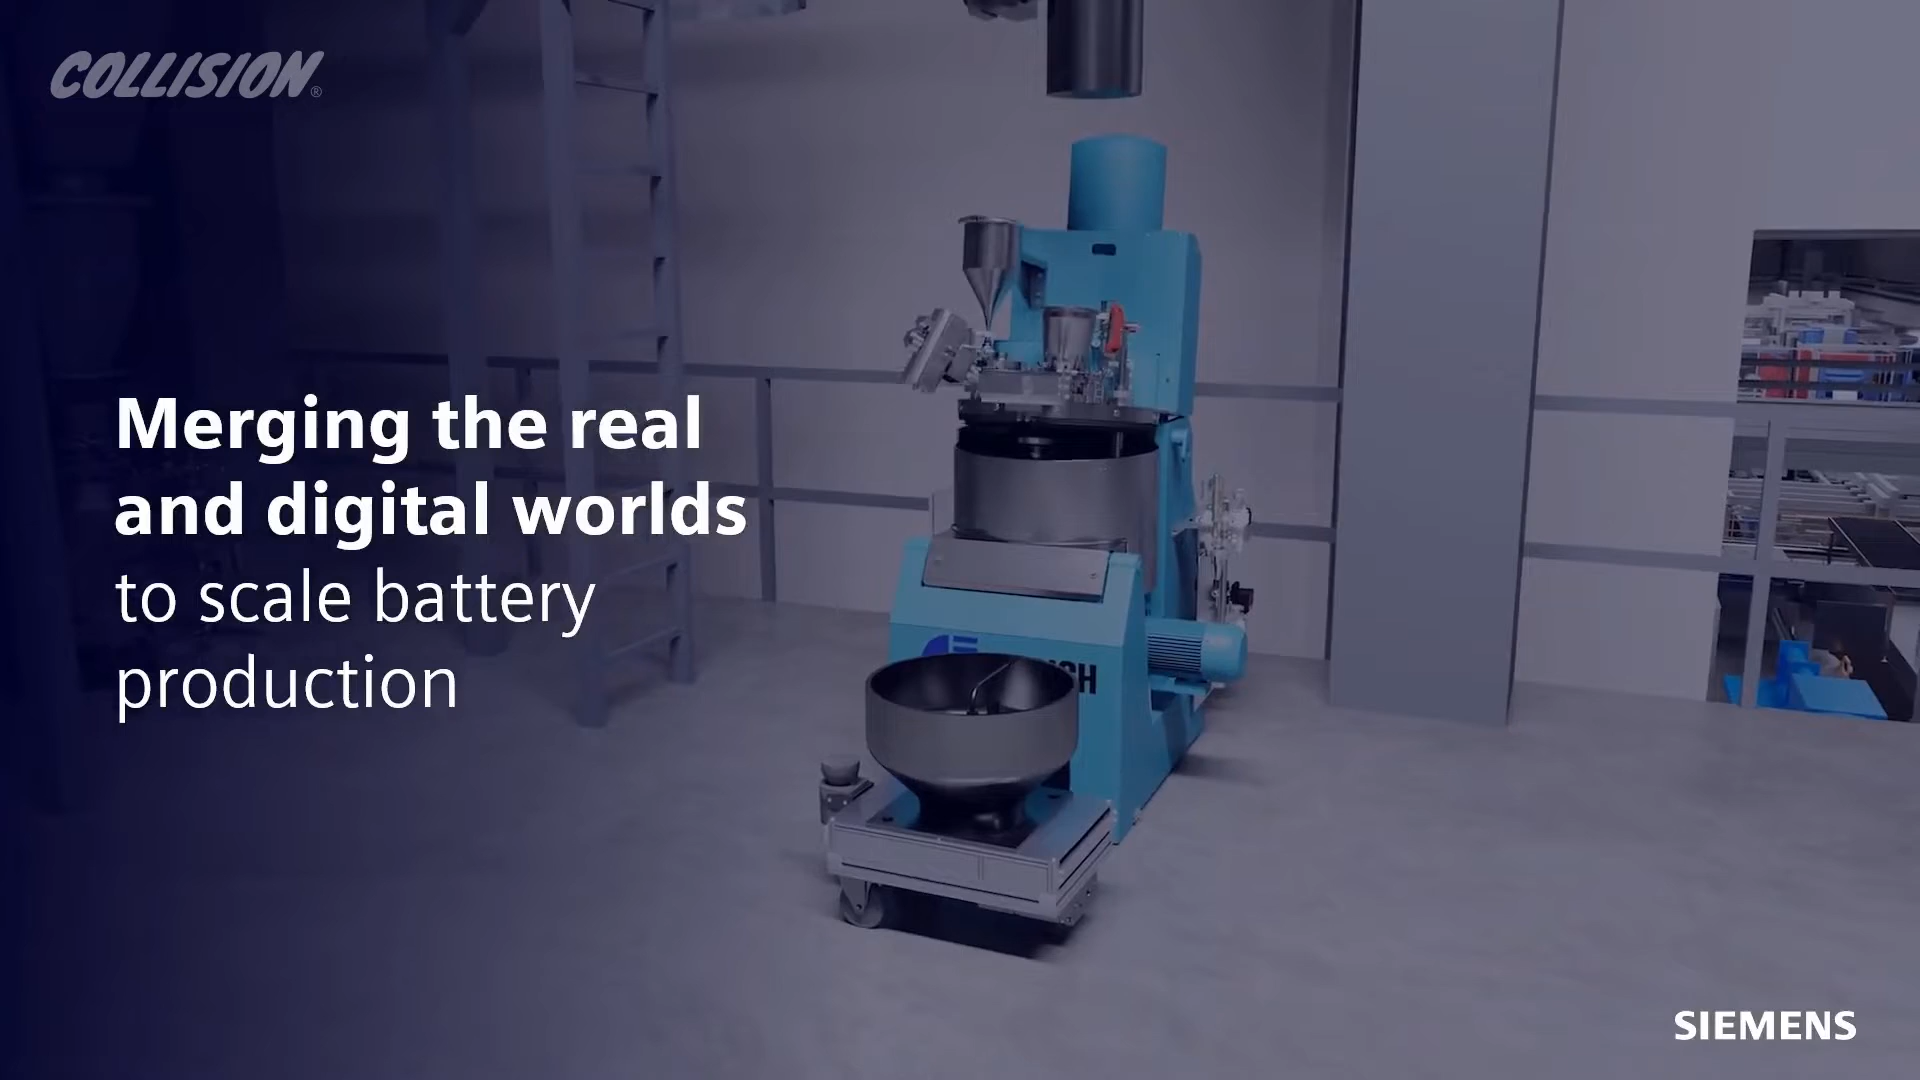 COLLISION®
Merging the real
and digital worlds
to scale battery
production
SIEMENS